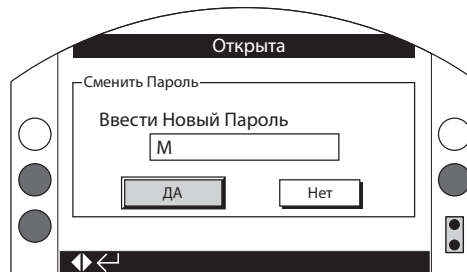 Открыта
Сменить Пароль
Ввести Новый Пароль
М
ДА
Нет